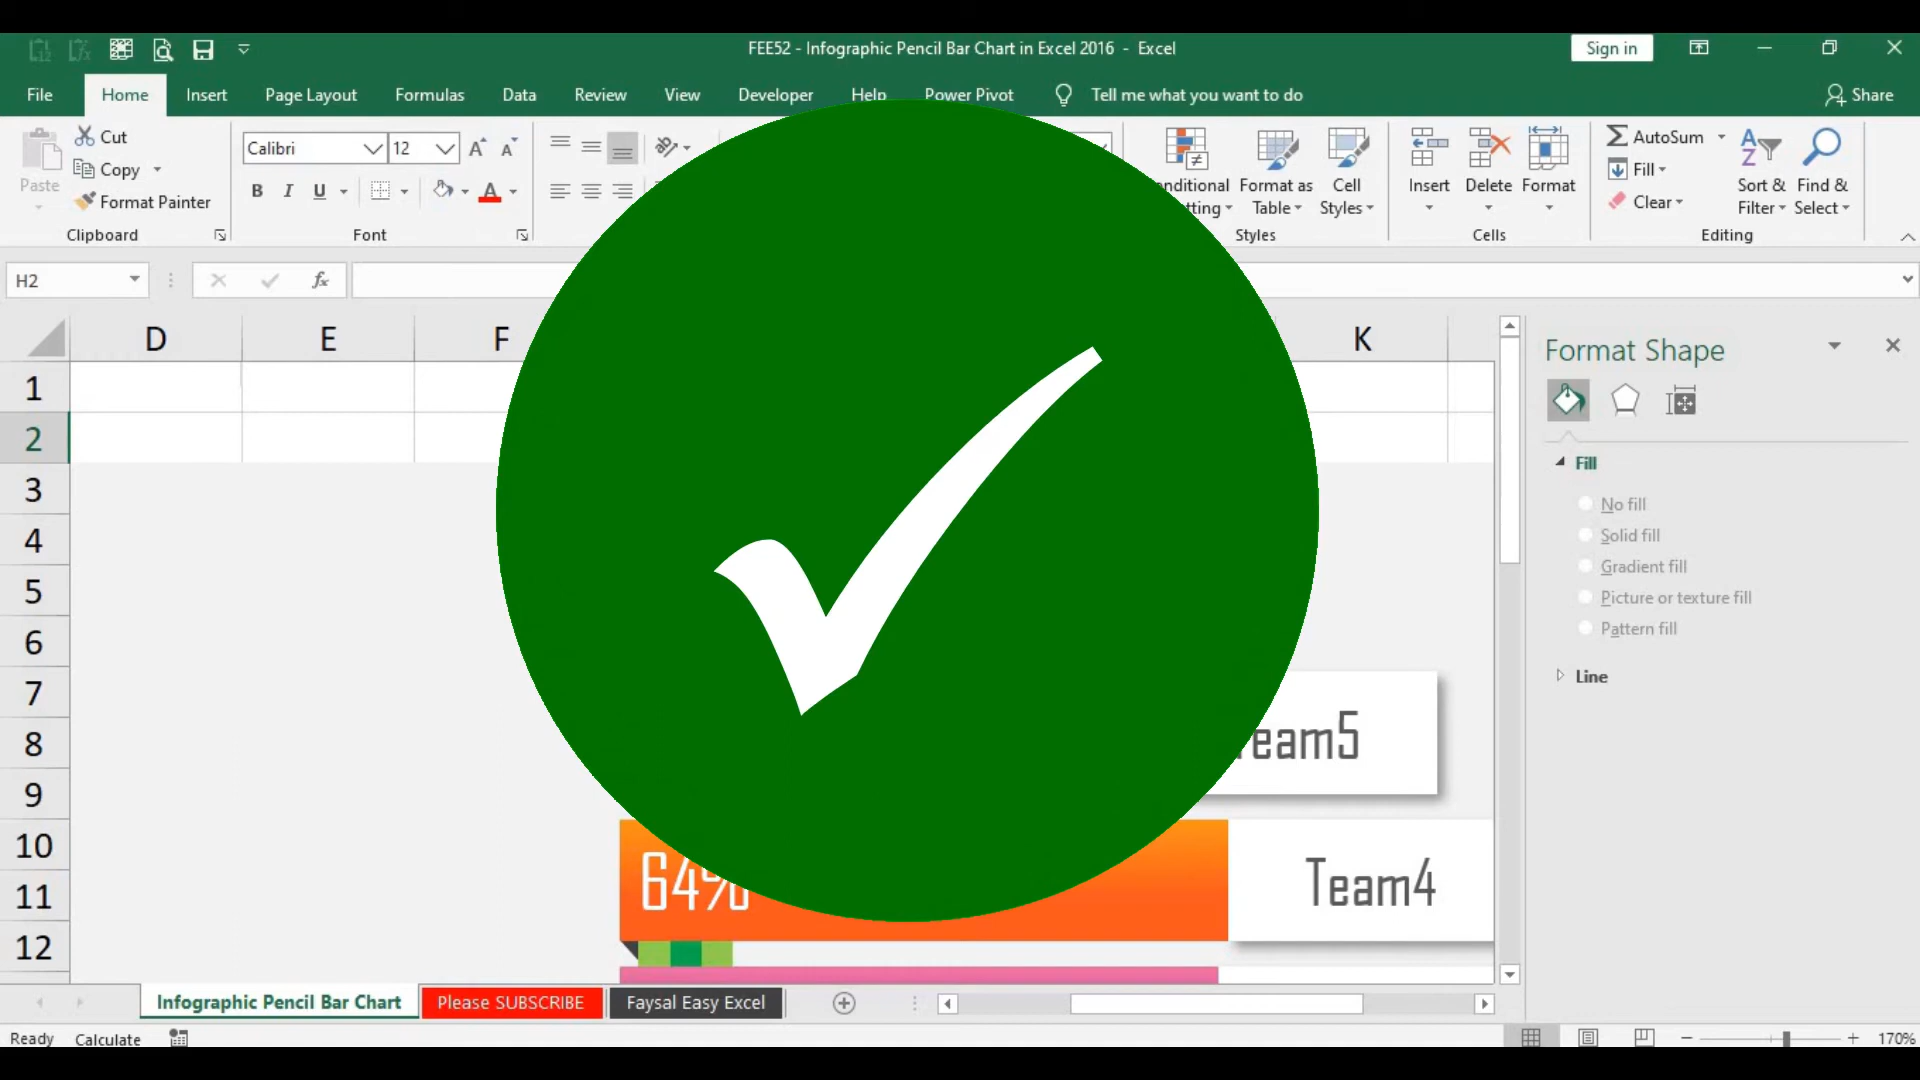 FEE52 - Infographic Pencil Bar Chart in Excel 2016 - Excel
Sign in
File Home Insert Page Layout Formulas Data Review View Developer Help Power Pivot Tell me what you want to do Share
Paste
Cut
Copy
Format Painter
Clipboard
Calibri 12
B I U A
Font
Format as Table
Cell Styles
Styles
Insert Delete Format
Cells
AutoSum
Fill
Clear
Sort & Filter
Find & Select
Editing
H2 fx
D E F K
1
2
3
4
5
6
7
8
9
10
11
12
64% Team4
Format Shape
Fill
No fill
Solid fill
Gradient fill
Picture or texture fill
Pattern fill
Line
Infographic Pencil Bar Chart Please SUBSCRIBE Faysal Easy Excel
Ready Calculate 170%